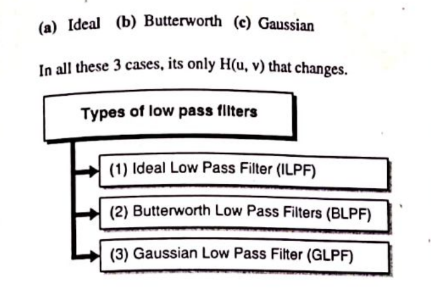 (a) Ideal (b) Butterworth (c) Gaussian
In all these 3 cases, its only H(u, v) that changes.
Types of low pass filters
(1) Ideal Low Pass Filter (ILPF)
(2) Butterworth Low Pass Filters (BLPF)
(3) Gaussian Low Pass Filter (GLPF)